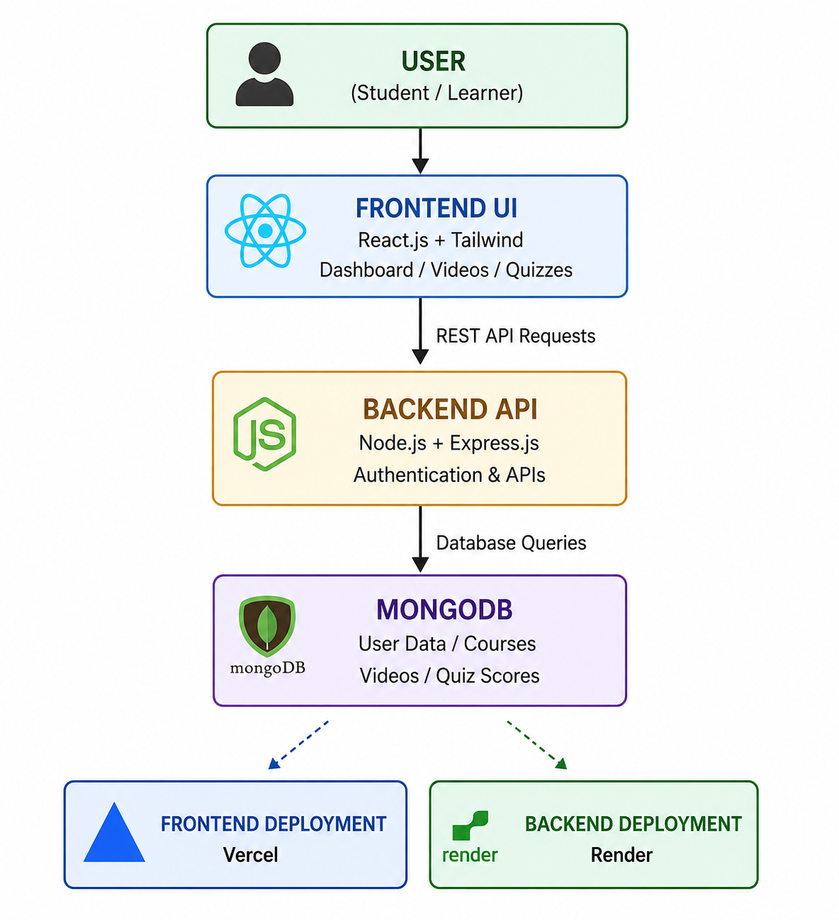 USER
(Student / Learner)
FRONTEND UI
React.js + Tailwind
Dashboard / Videos / Quizzes
REST API Requests
JS
BACKEND API
Node.js + Express.js
Authentication & APIs
Database Queries
mongoDB
MONGODB
User Data / Courses
Videos / Quiz Scores
FRONTEND DEPLOYMENT
Vercel
render
BACKEND DEPLOYMENT
Render